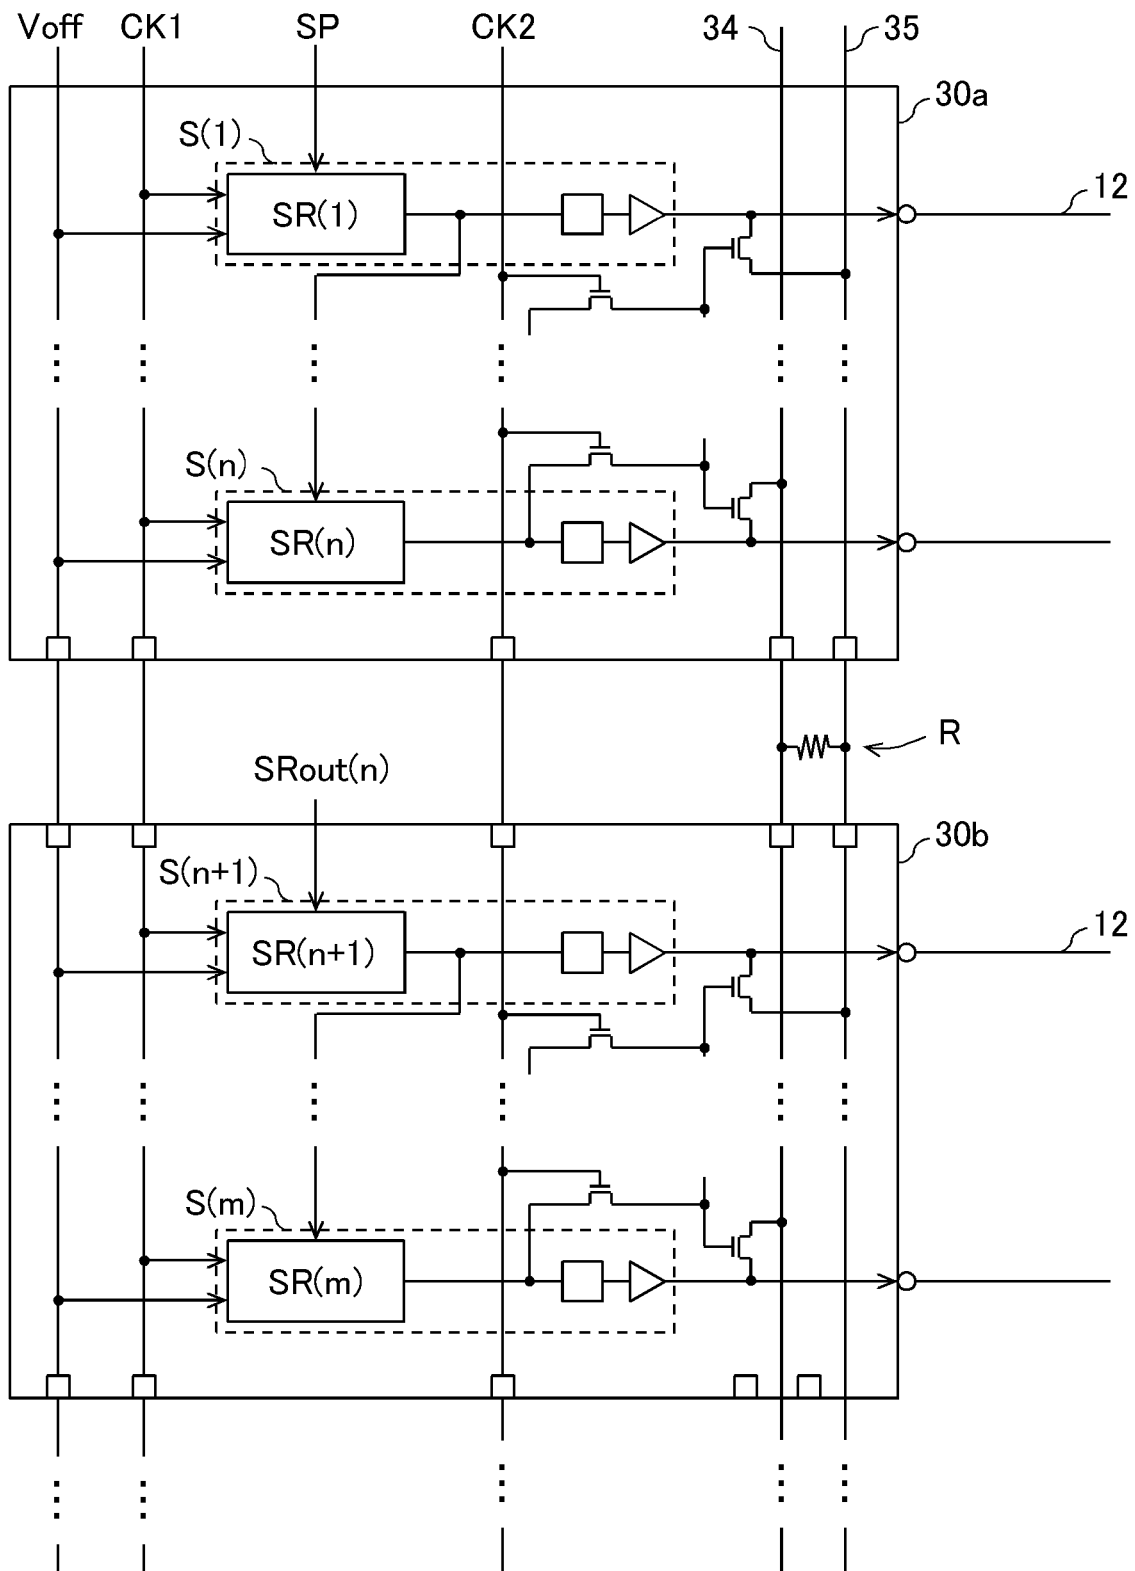 Voff CK1 SP CK2 34 35
30a
S(1)
12
SR(1)
S(n)
SR(n)
R
SRout(n)
30b
S(n+1)
12
SR(n+1)
S(m)
SR(m)